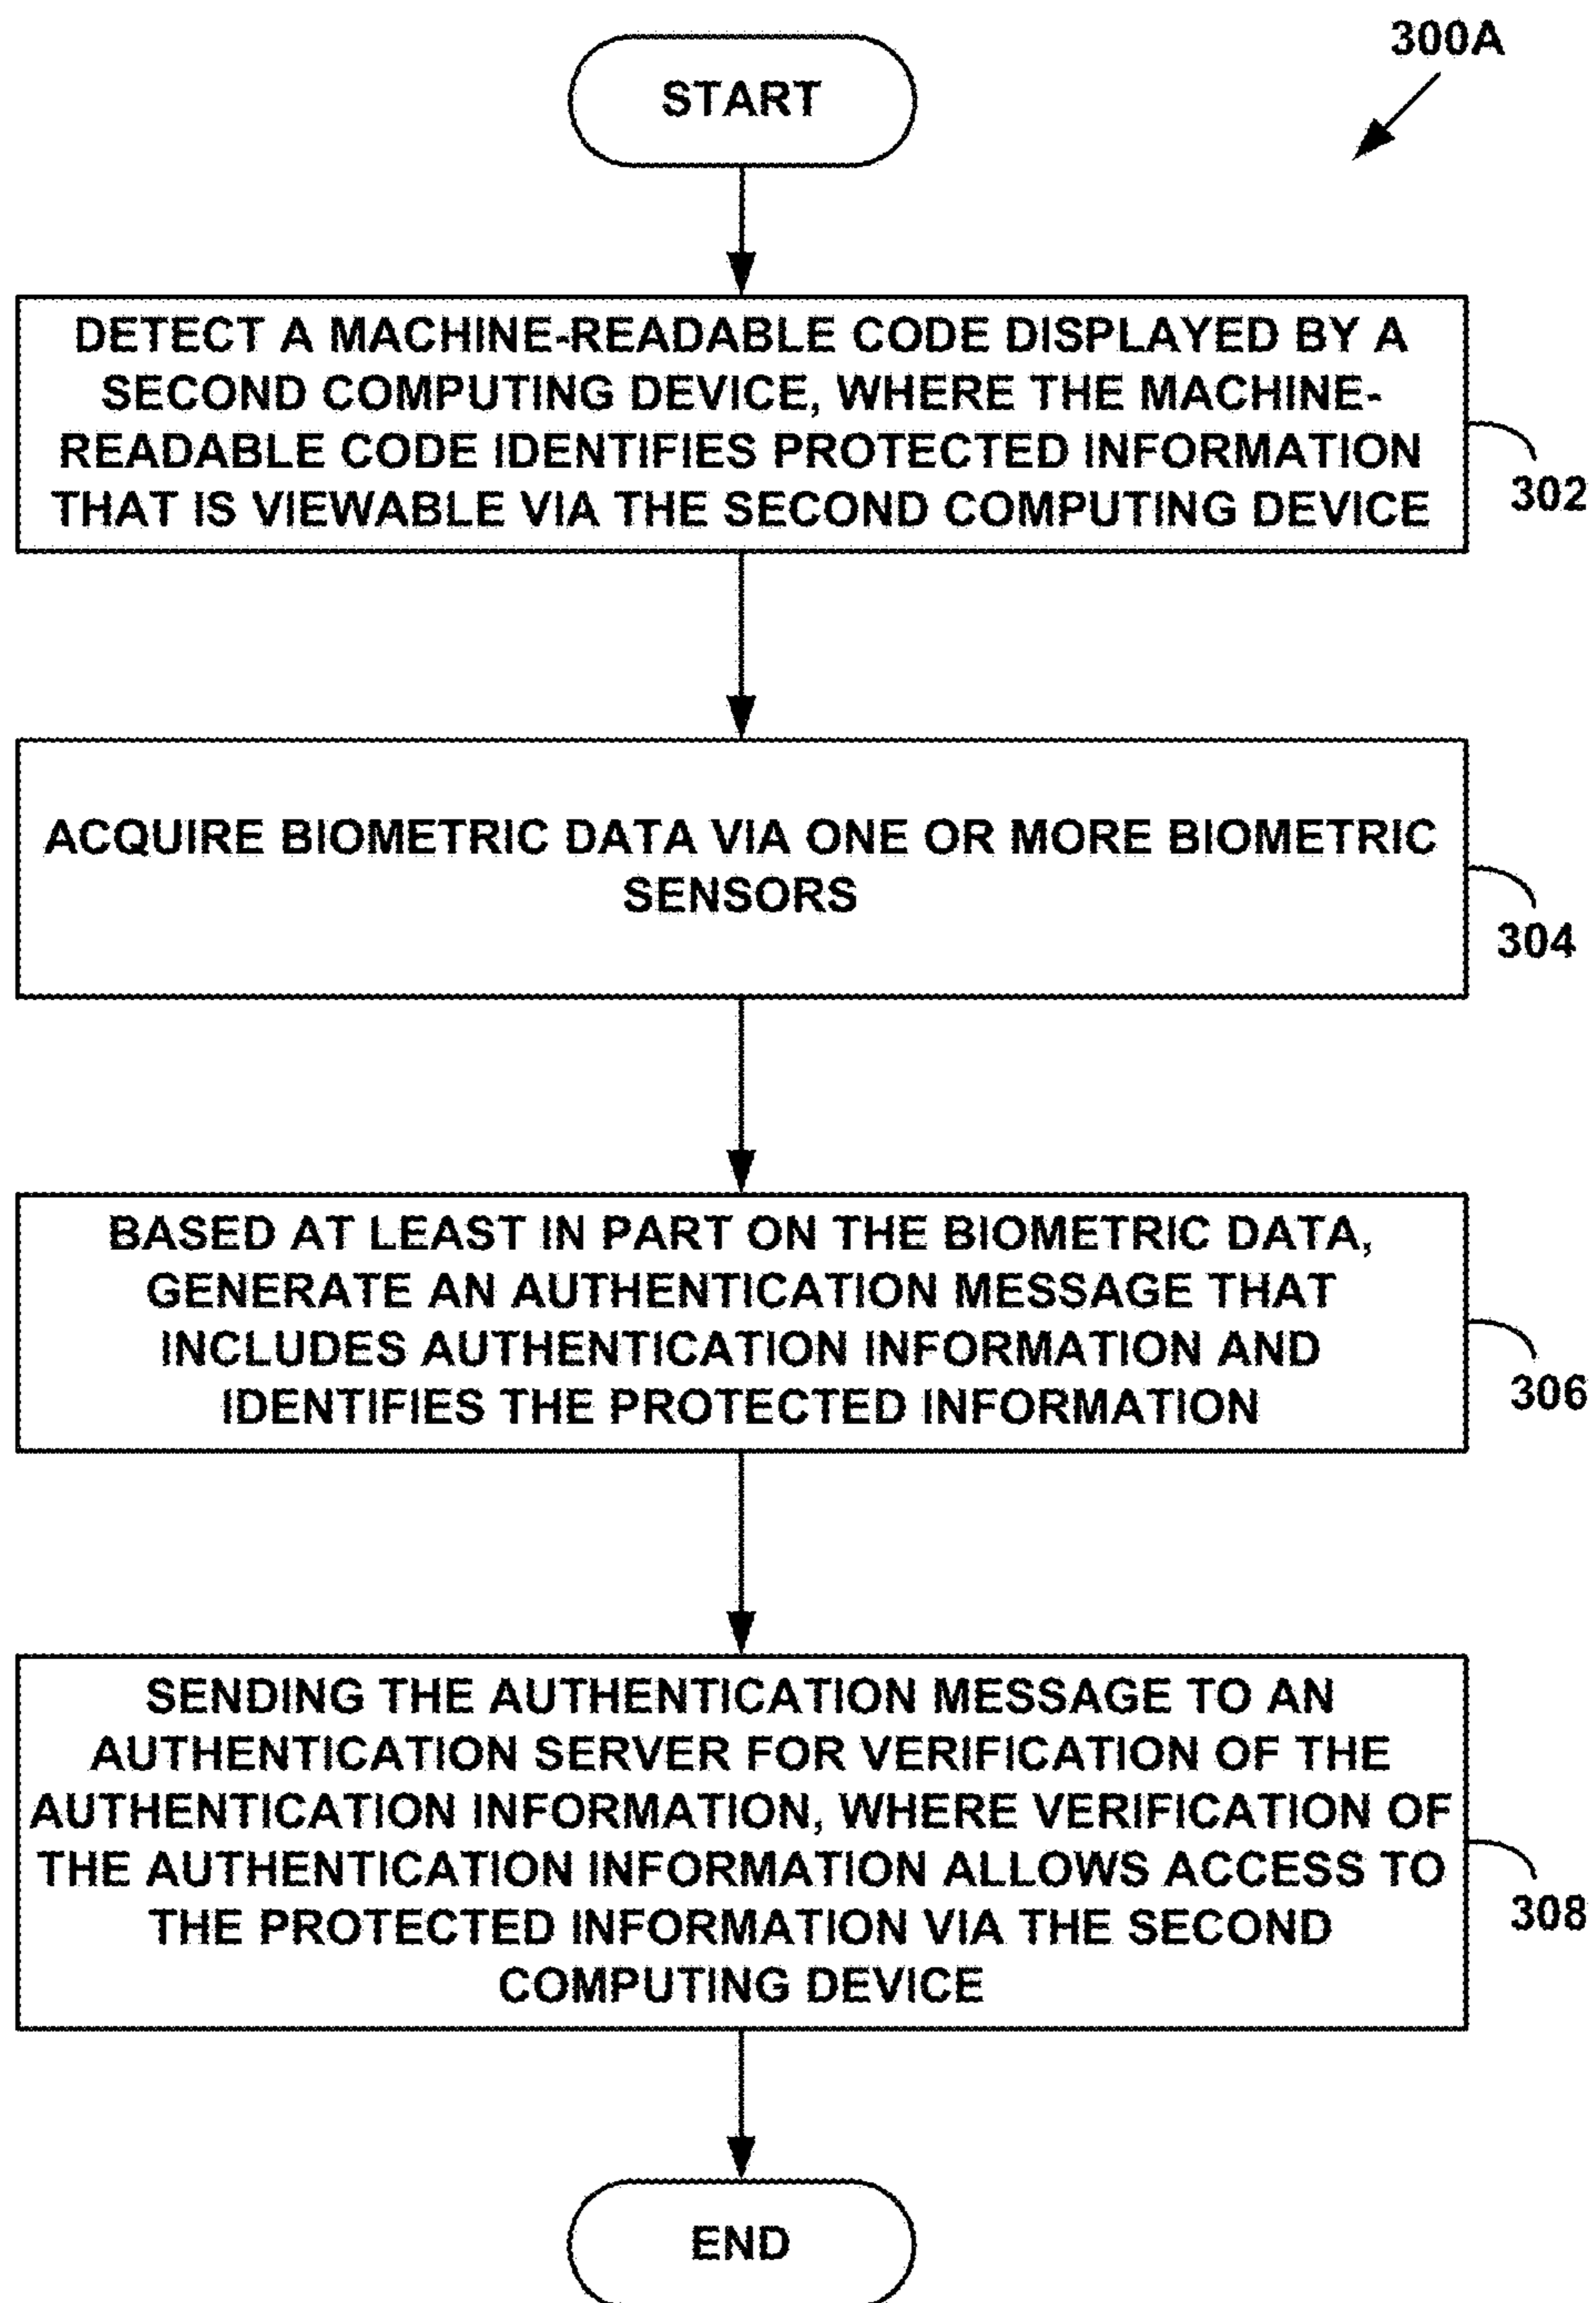 300A
START
DETECT A MACHINE-READABLE CODE DISPLAYED BY A
SECOND COMPUTING DEVICE, WHERE THE MACHINE-
READABLE CODE IDENTIFIES PROTECTED INFORMATION
THAT IS VIEWABLE VIA THE SECOND COMPUTING DEVICE
302
ACQUIRE BIOMETRIC DATA VIA ONE OR MORE BIOMETRIC
SENSORS
304
BASED AT LEAST IN PART ON THE BIOMETRIC DATA,
GENERATE AN AUTHENTICATION MESSAGE THAT
INCLUDES AUTHENTICATION INFORMATION AND
IDENTIFIES THE PROTECTED INFORMATION
306
SENDING THE AUTHENTICATION MESSAGE TO AN
AUTHENTICATION SERVER FOR VERIFICATION OF THE
AUTHENTICATION INFORMATION, WHERE VERIFICATION OF
THE AUTHENTICATION INFORMATION ALLOWS ACCESS TO
THE PROTECTED INFORMATION VIA THE SECOND
COMPUTING DEVICE
308
END